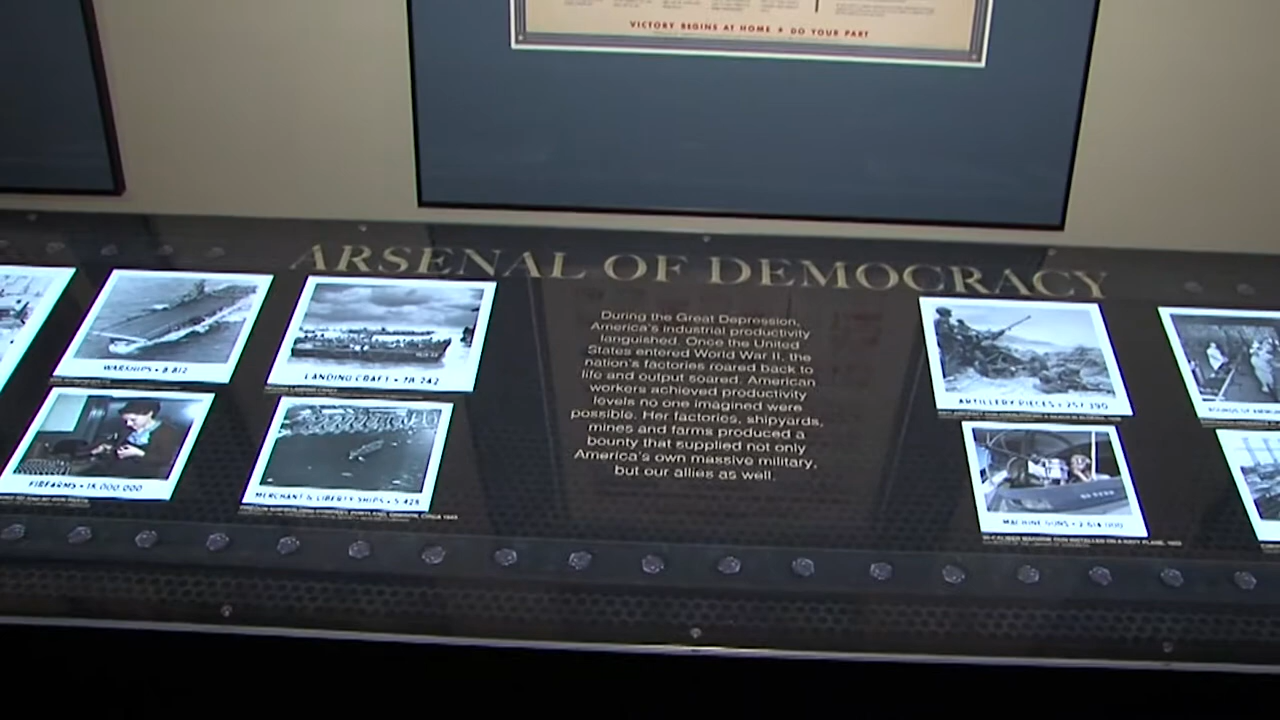 VICTORY BEGINS AT HOME ★ DO YOUR PART
ARSENAL OF DEMOCRACY
During the Great Depression,
America's industrial productivity
languished. Once the United
States entered World War II, the
nation's factories roared back to
life and output soared. American
workers achieved productivity
levels no one imagined were
possible. Her factories, shipyards,
mines and farms produced a
bounty that supplied not only
America's own massive military,
but our allies as well.
WARSHIPS • 8,812
LANDING CRAFT • 78,242
FIREARMS • 15,000,000
MERCHANT & LIBERTY SHIPS • 5,425
ARTILLERY PIECES • 257,390
MACHINE GUNS • 2,614,000
ROUNDS OF